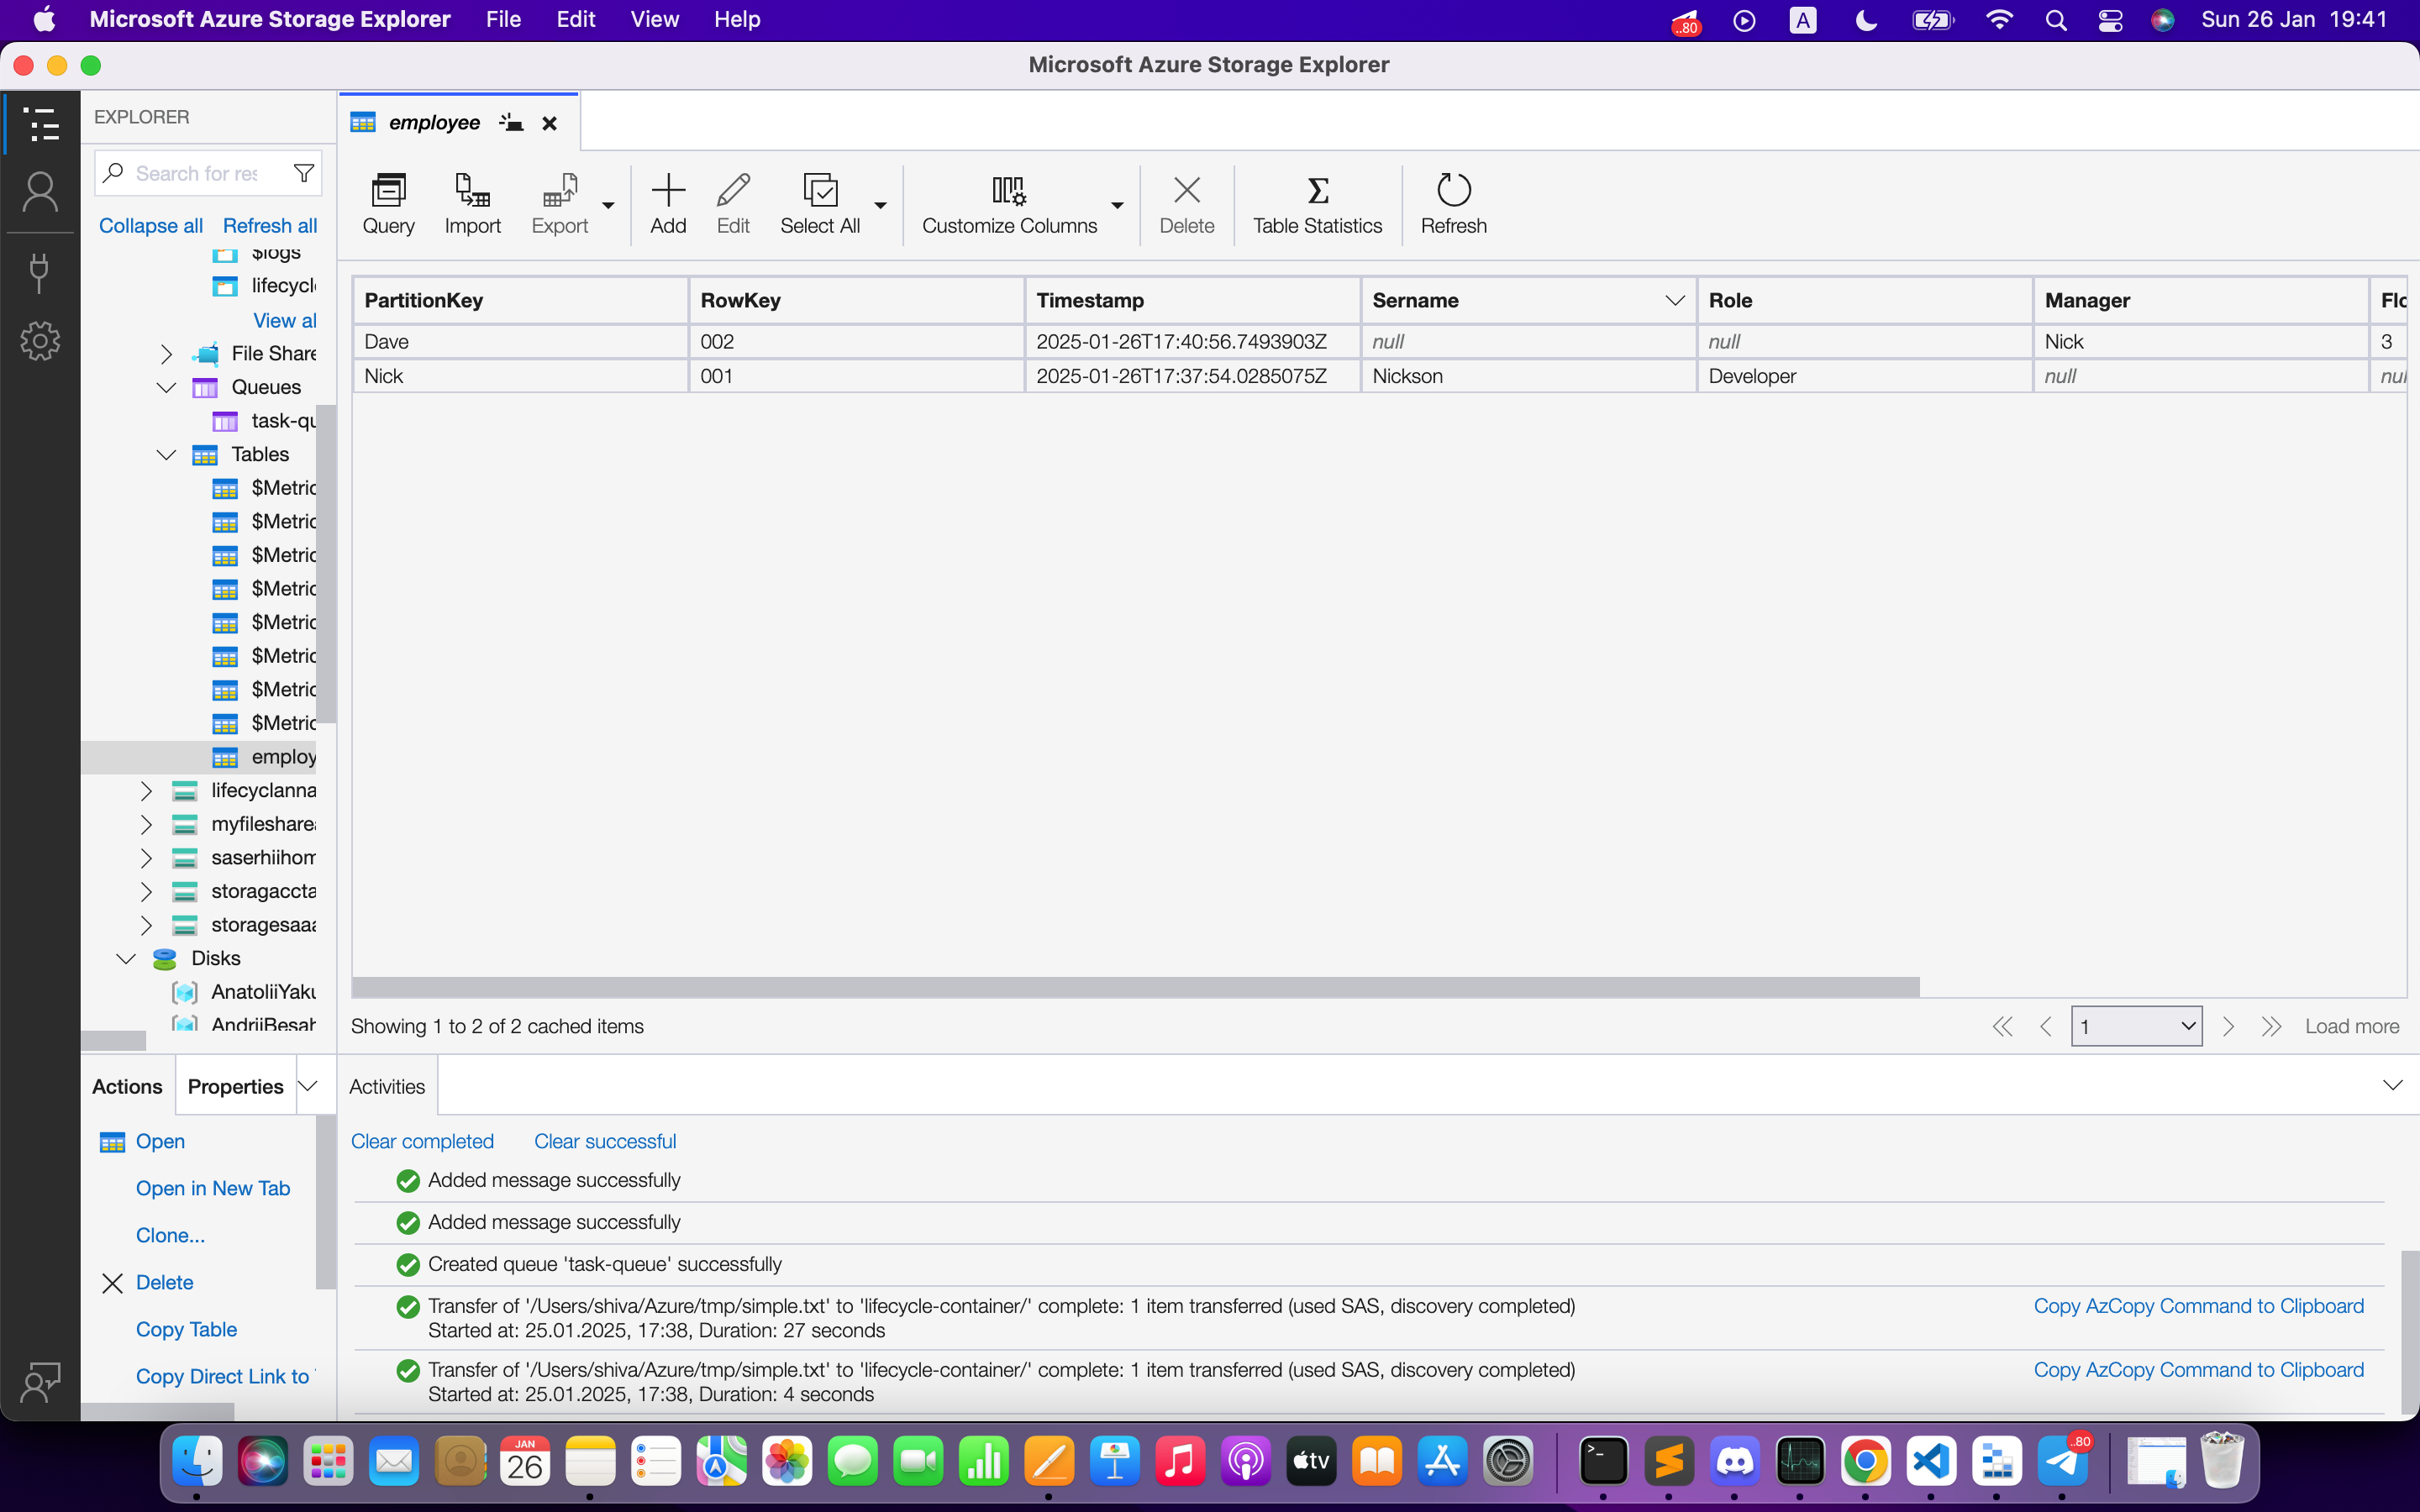 Microsoft Azure Storage Explorer File Edit View Help
..80 A Sun 26 Jan 19:41
Microsoft Azure Storage Explorer
EXPLORER
Search for res
Collapse all Refresh all
$logs
lifecycl
View al
File Share
Queues
task-qu
Tables
$Metric
$Metric
$Metric
$Metric
$Metric
$Metric
$Metric
$Metric
employ
lifecyclanna
myfileshare
saserhiihom
storagaccta
storagesaaa
Disks
AnatoliiYaku
AndriiBesah
employee
Query Import Export Add Edit Select All Customize Columns Delete Table Statistics Refresh
PartitionKey RowKey Timestamp Sername Role Manager Flo
Dave 002 2025-01-26T17:40:56.7493903Z null null Nick 3
Nick 001 2025-01-26T17:37:54.0285075Z Nickson Developer null nul
Showing 1 to 2 of 2 cached items
1 Load more
Actions Properties
Open
Open in New Tab
Clone...
Delete
Copy Table
Copy Direct Link to
Activities
Clear completed Clear successful
Added message successfully
Added message successfully
Created queue 'task-queue' successfully
Transfer of '/Users/shiva/Azure/tmp/simple.txt' to 'lifecycle-container/' complete: 1 item transferred (used SAS, discovery completed) Copy AzCopy Command to Clipboard
Started at: 25.01.2025, 17:38, Duration: 27 seconds
Transfer of '/Users/shiva/Azure/tmp/simple.txt' to 'lifecycle-container/' complete: 1 item transferred (used SAS, discovery completed) Copy AzCopy Command to Clipboard
Started at: 25.01.2025, 17:38, Duration: 4 seconds
JAN
26
tv
..80